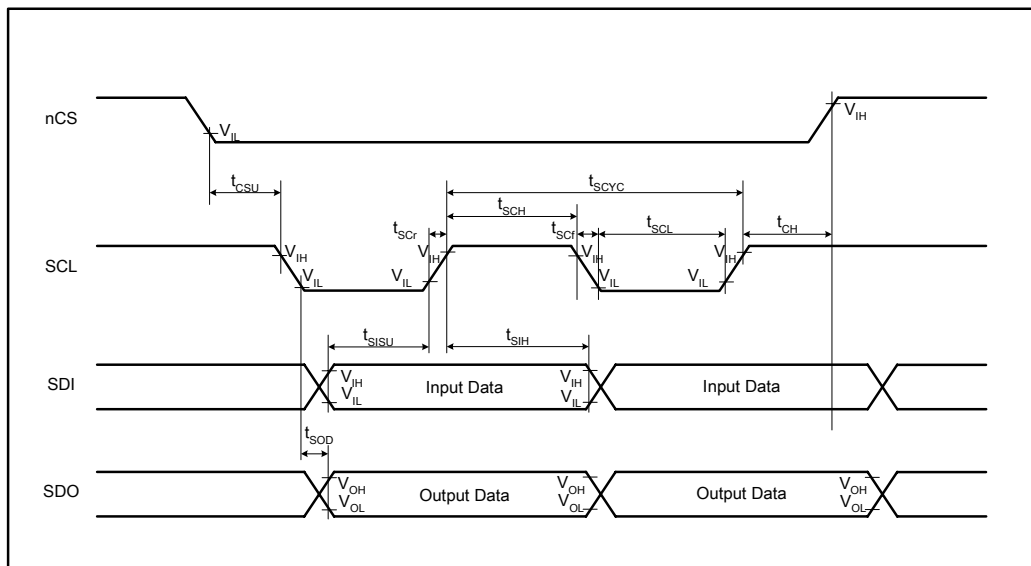 nCS
V_IL
V_IH
t_CSU
t_SCYC
t_SCH
t_SCr
t_SCf
t_SCL
t_CH
SCL
V_IH
V_IL
V_IL
V_IH
V_IH
V_IL
V_IL
V_IH
t_SISU
t_SIH
SDI
V_IH
V_IL
Input Data
V_IH
V_IL
Input Data
t_SOD
SDO
V_OH
V_OL
Output Data
V_OH
V_OL
Output Data
V_OH
V_OL